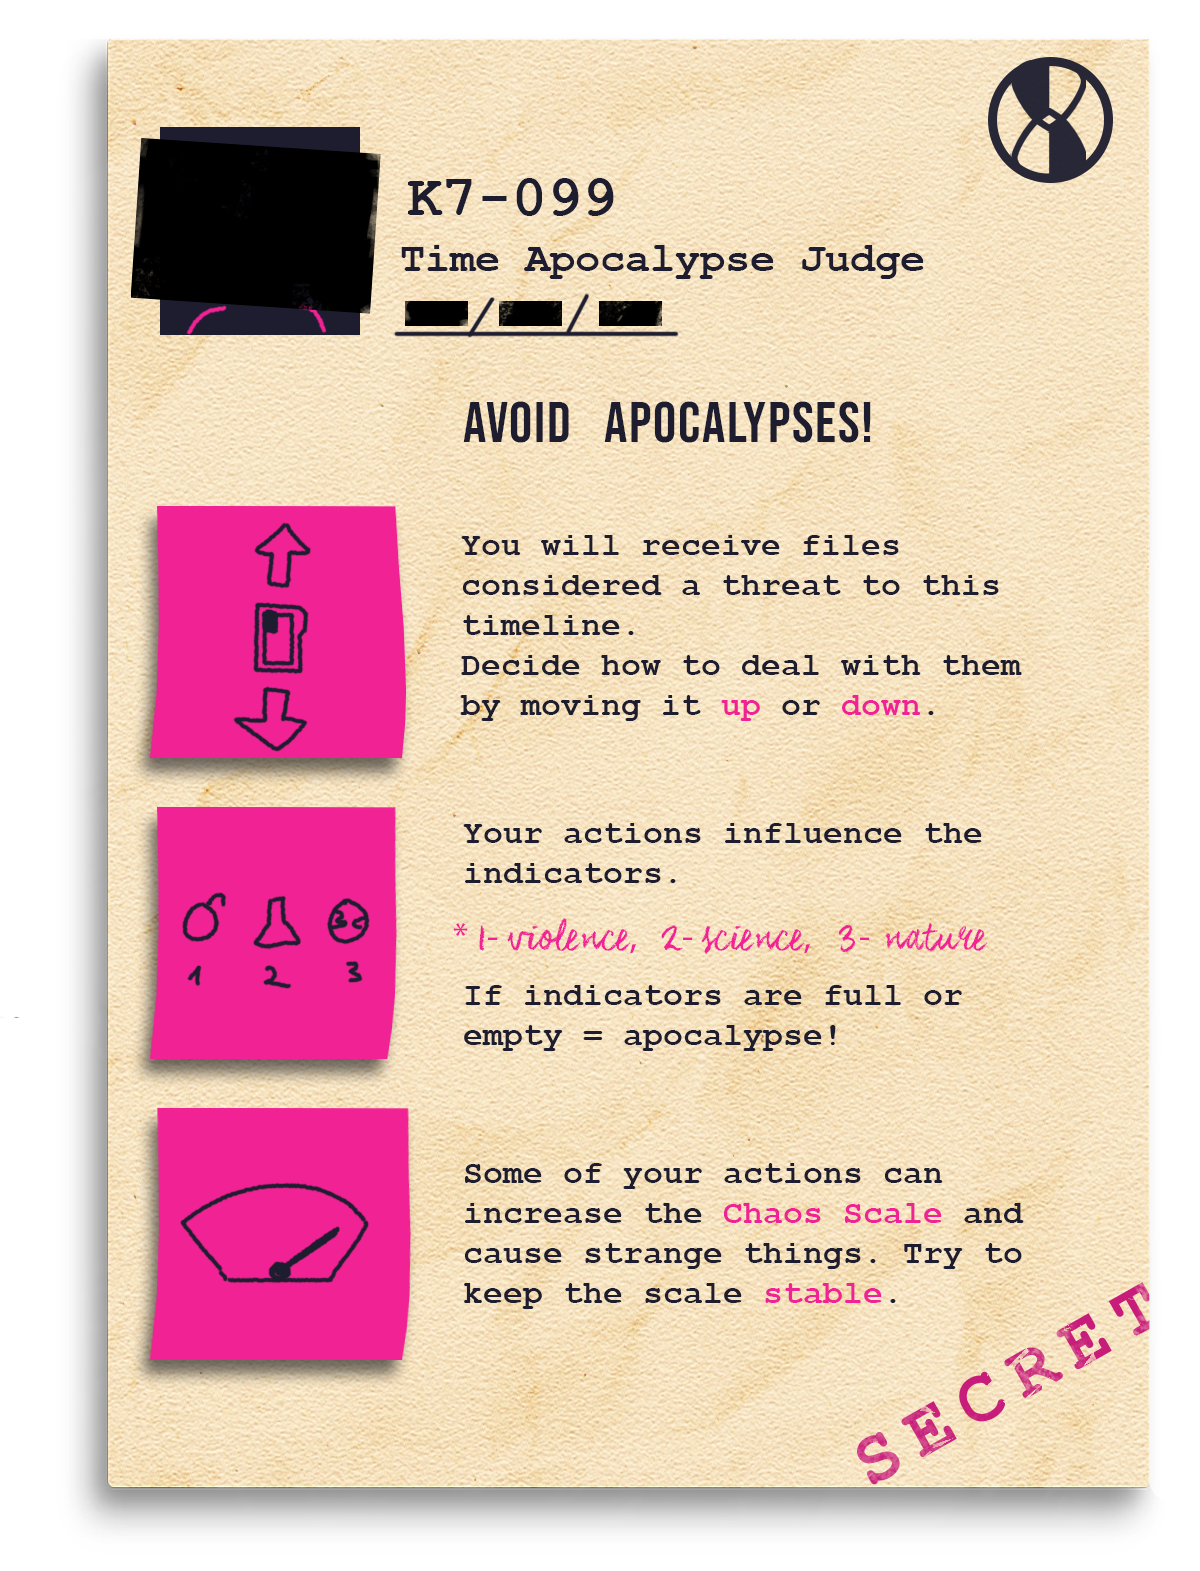 K7-099
Time Apocalypse Judge
AVOID APOCALYPSES!
You will receive files
considered a threat to this
timeline.
Decide how to deal with them
by moving it up or down.
1 2 3
Your actions influence the
indicators.
* 1- violence, 2- science, 3- nature
If indicators are full or
empty = apocalypse!
Some of your actions can
increase the Chaos Scale and
cause strange things. Try to
keep the scale stable.
SECRET